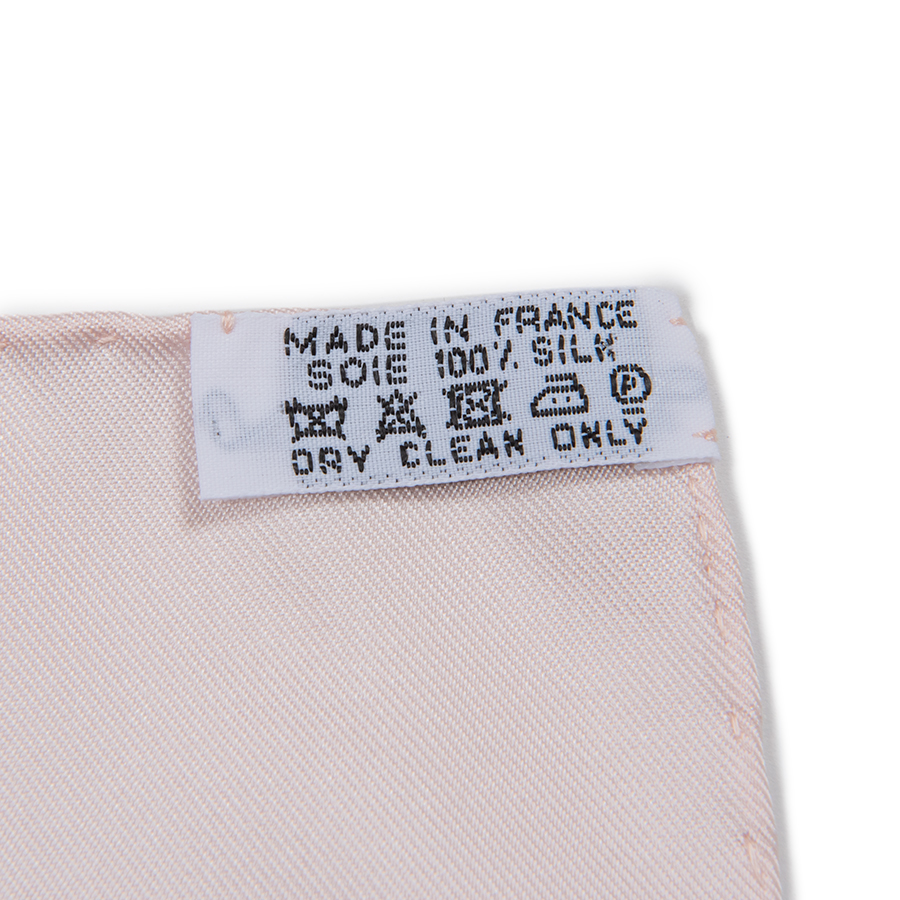 MADE IN FRANCE
SOIE 100% SILK
P
DRY CLEAN ONLY